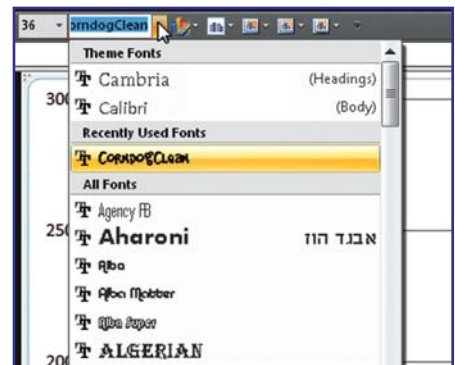 36 orndogClean
Theme Fonts
Cambria (Headings)
Calibri (Body)
Recently Used Fonts
CorndogClean
All Fonts
Agency FB
Aharoni אבגד הוז
Alba
Alba Matter
Alba Super
ALGERIAN
300
250
200